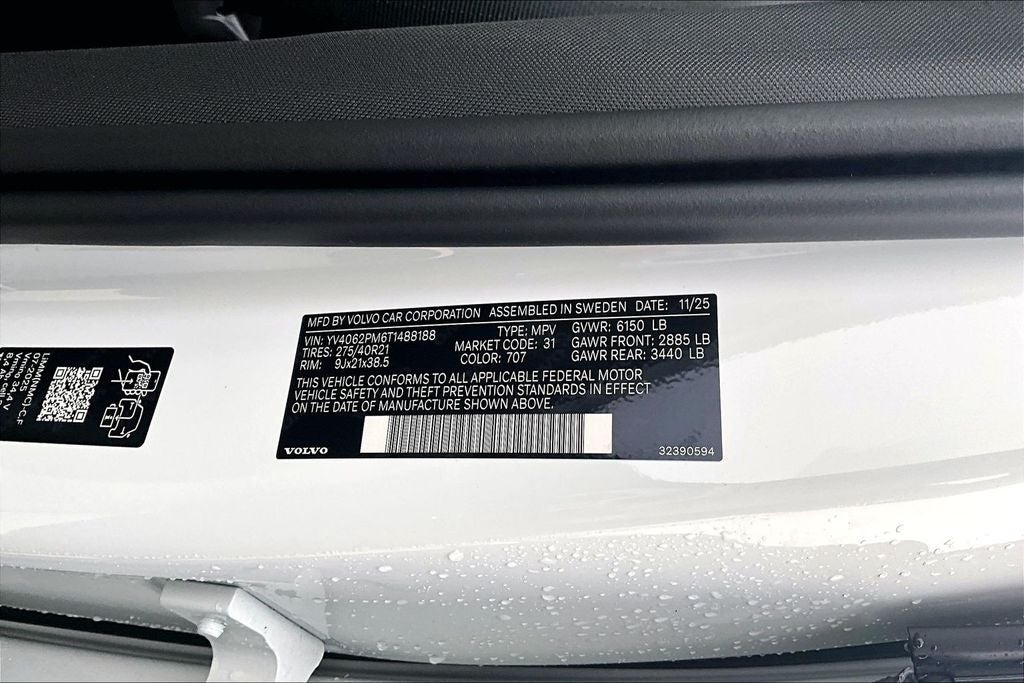 MFD BY VOLVO CAR CORPORATION ASSEMBLED IN SWEDEN DATE: 11/25
VIN: YV4062PM6T1488188 TYPE: MPV GVWR: 6150 LB
TIRES: 275/40R21 MARKET CODE: 31 GAWR FRONT: 2885 LB
RIM: 9Jx21x38.5 COLOR: 707 GAWR REAR: 3440 LB
THIS VEHICLE CONFORMS TO ALL APPLICABLE FEDERAL MOTOR
VEHICLE SAFETY AND THEFT PREVENTION STANDARDS IN EFFECT
ON THE DATE OF MANUFACTURE SHOWN ABOVE.
VOLVO 32390594
07-2025